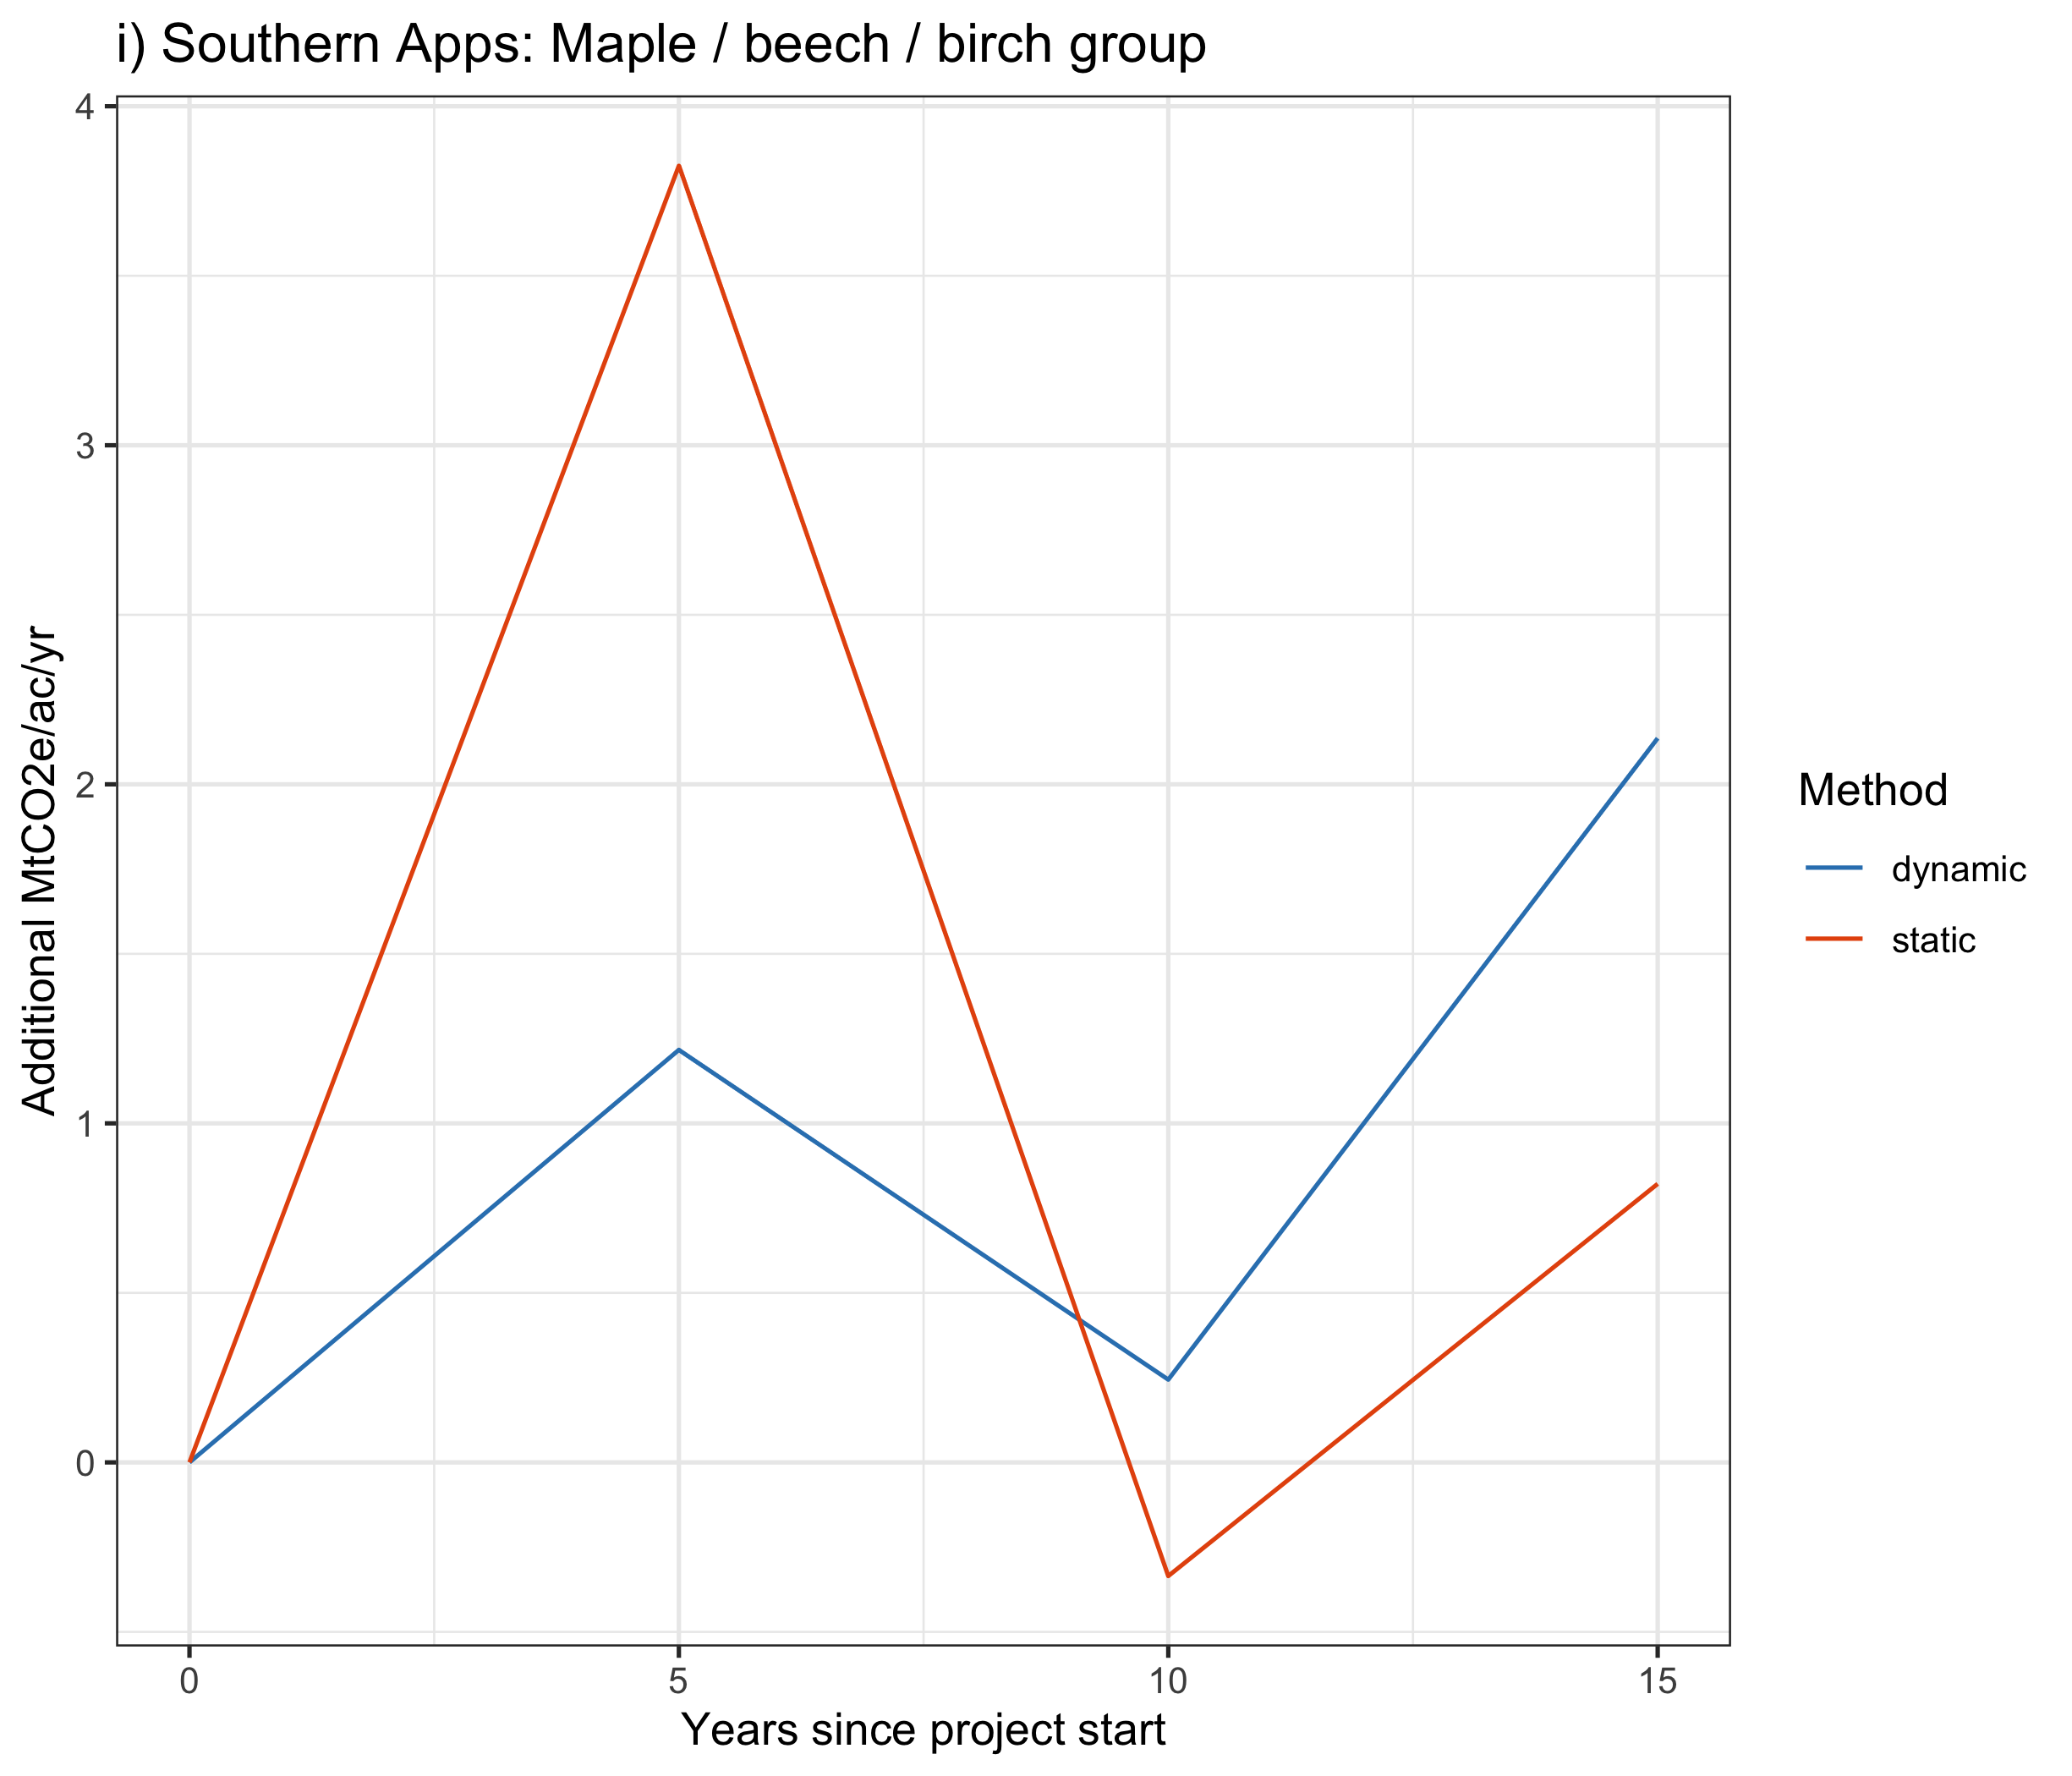 i) Southern Apps: Maple / beech / birch group
4
3
2
1
0
Additional MtCO2e/ac/yr
0 5 10 15
Years since project start
Method
dynamic
static